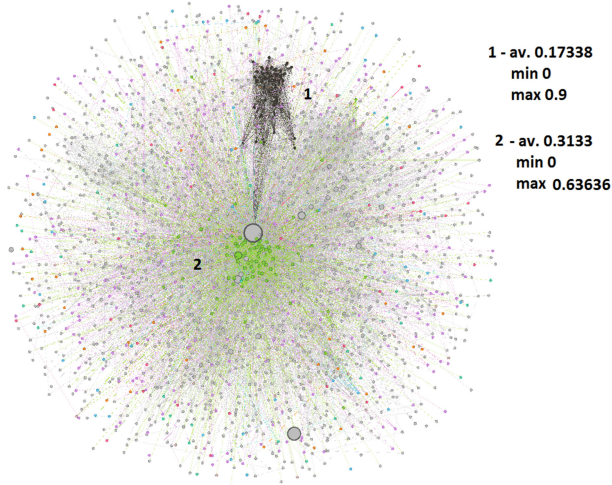 1 - av. 0.17338
min 0
max 0.9
1
2 - av. 0.3133
min 0
max 0.63636
2